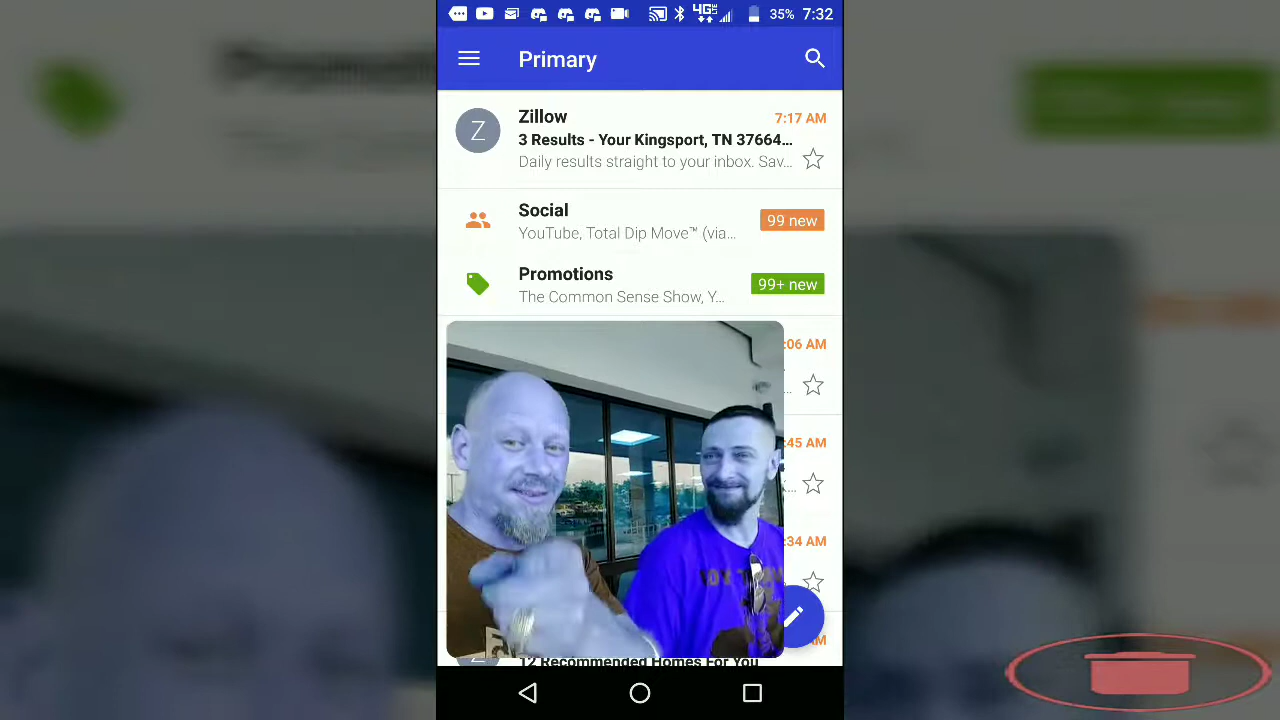 35% 7:32
Primary
Z
Zillow
7:17 AM
3 Results - Your Kingsport, TN 37664...
Daily results straight to your inbox. Sav...
Social
99 new
YouTube, Total Dip Move™ (via...
Promotions
99+ new
The Common Sense Show, Y...
:06 AM
:45 AM
:34 AM
12 Recommended Homes For You